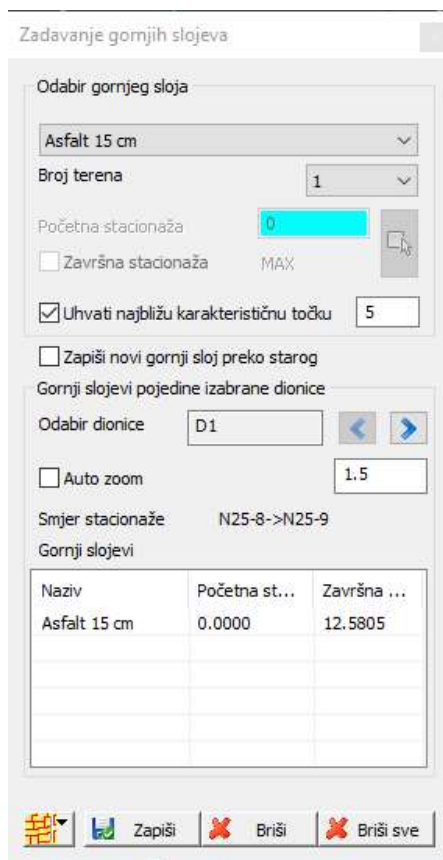 Zadavanje gornjih slojeva
Odabir gornjeg sloja
Asfalt 15 cm
Broj terena 1
Početna stacionaža 0
Završna stacionaža MAX
Uhvati najbližu karakterističnu točku 5
Zapiši novi gornji sloj preko starog
Gornji slojevi pojedine izabrane dionice
Odabir dionice D1
Auto zoom 1.5
Smjer stacionaže N25-8->N25-9
Gornji slojevi
Naziv Početna st... Završna ...
Asfalt 15 cm 0.0000 12.5805
Zapiši Briši Briši sve